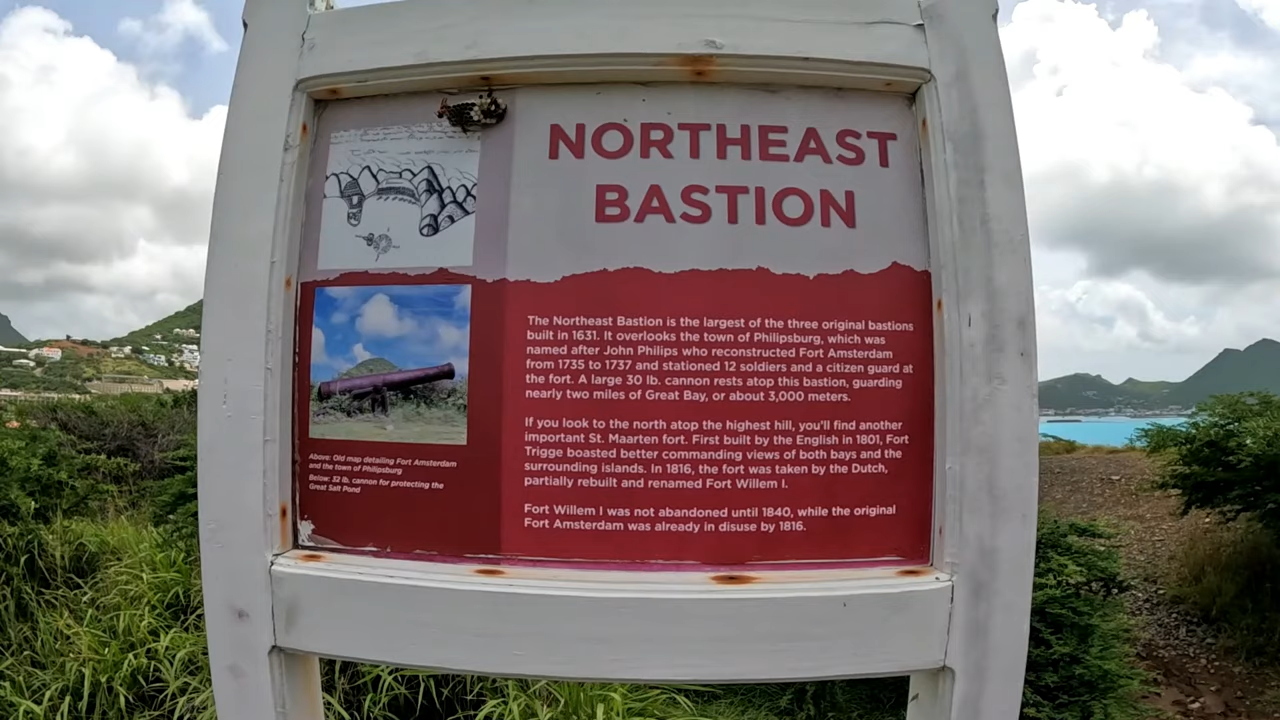 NORTHEAST
BASTION
The Northeast Bastion is the largest of the three original bastions
built in 1631. It overlooks the town of Philipsburg, which was
named after John Philips who reconstructed Fort Amsterdam
from 1735 to 1737 and stationed 12 soldiers and a citizen guard at
the fort. A large 30 lb. cannon rests atop this bastion, guarding
nearly two miles of Great Bay, or about 3,000 meters.
If you look to the north atop the highest hill, you'll find another
important St. Maarten fort. First built by the English in 1801, Fort
Trigge boasted better commanding views of both bays and the
surrounding islands. In 1816, the fort was taken by the Dutch,
partially rebuilt and renamed Fort Willem I.
Fort Willem I was not abandoned until 1840, while the original
Fort Amsterdam was already in disuse by 1816.
Above: Old map detailing Fort Amsterdam
and the town of Philipsburg
Below: 32 lb. cannon for protecting the
Great Salt Pond